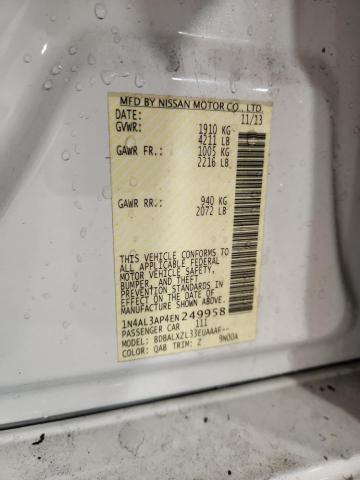 MFD BY NISSAN MOTOR CO., LTD.
DATE: 11/13
GVWR: 1910 KG
4211 LB
GAWR FR.: 1005 KG
2216 LB
GAWR RR.: 940 KG
2072 LB
THIS VEHICLE CONFORMS TO
ALL APPLICABLE FEDERAL
MOTOR VEHICLE SAFETY,
BUMPER, AND THEFT
PREVENTION STANDARDS
IN EFFECT ON THE DATE OF
MANUFACTURE SHOWN ABOVE.
1N4AL3AP4EN249958
PASSENGER CAR 111
MODEL: BDBALXZL33EUAAAF--
COLOR: QAB TRIM: Z 9N00A